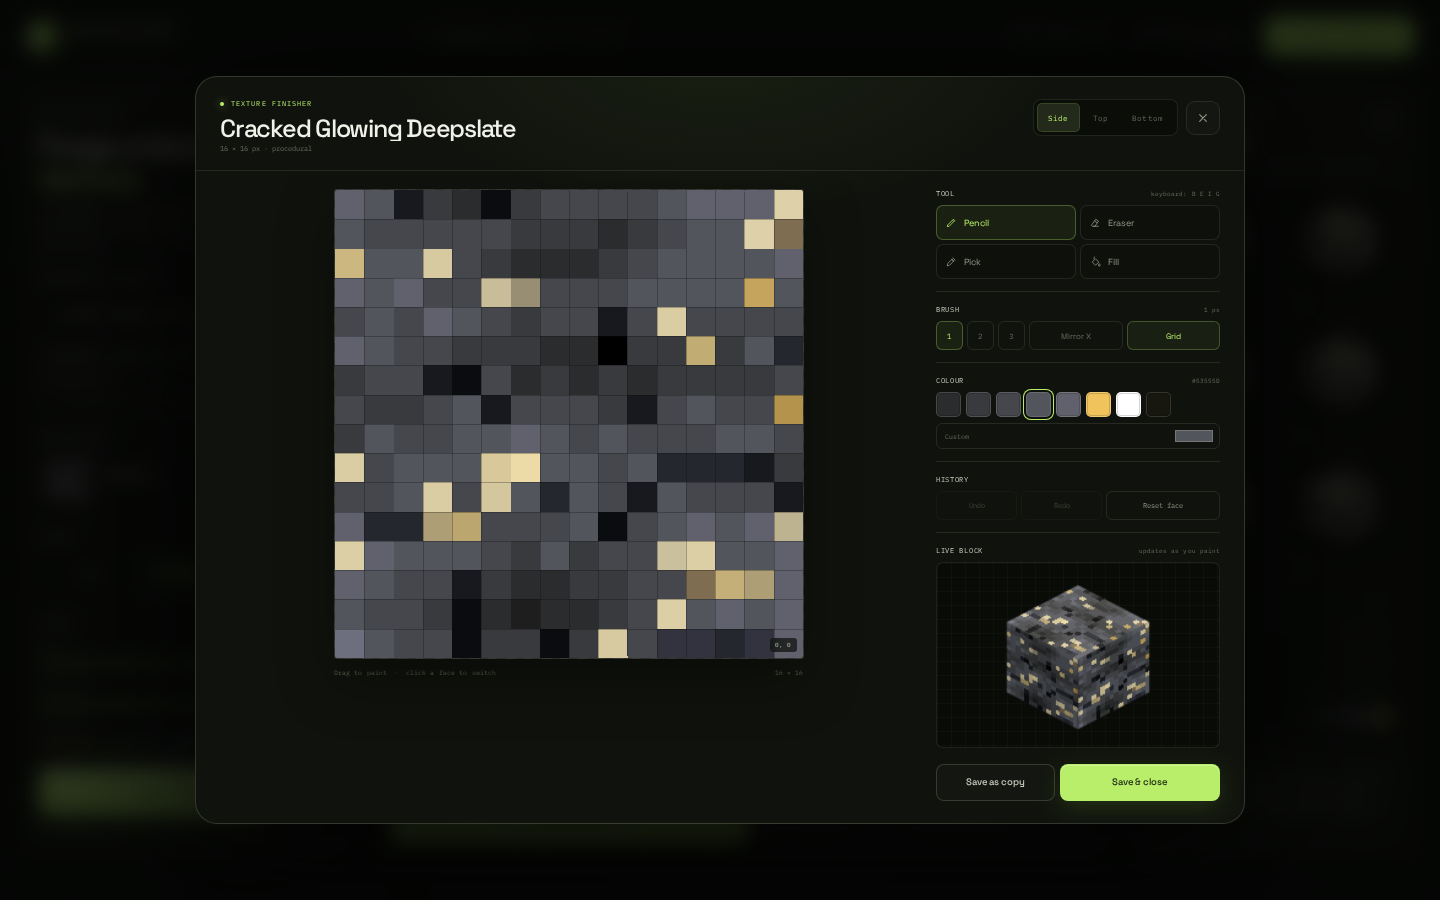 TEXTURE FINISHER
Cracked Glowing Deepslate
16 × 16 px · procedural
Side
Top
Bottom
TOOL
keyboard: B E I G
Pencil
Eraser
Pick
Fill
BRUSH
1 px
1
2
3
Mirror X
Grid
COLOUR
#53555D
Custom
HISTORY
Undo
Redo
Reset face
LIVE BLOCK
updates as you paint
0, 0
Drag to paint · click a face to switch
16 × 16
Save as copy
Save & close